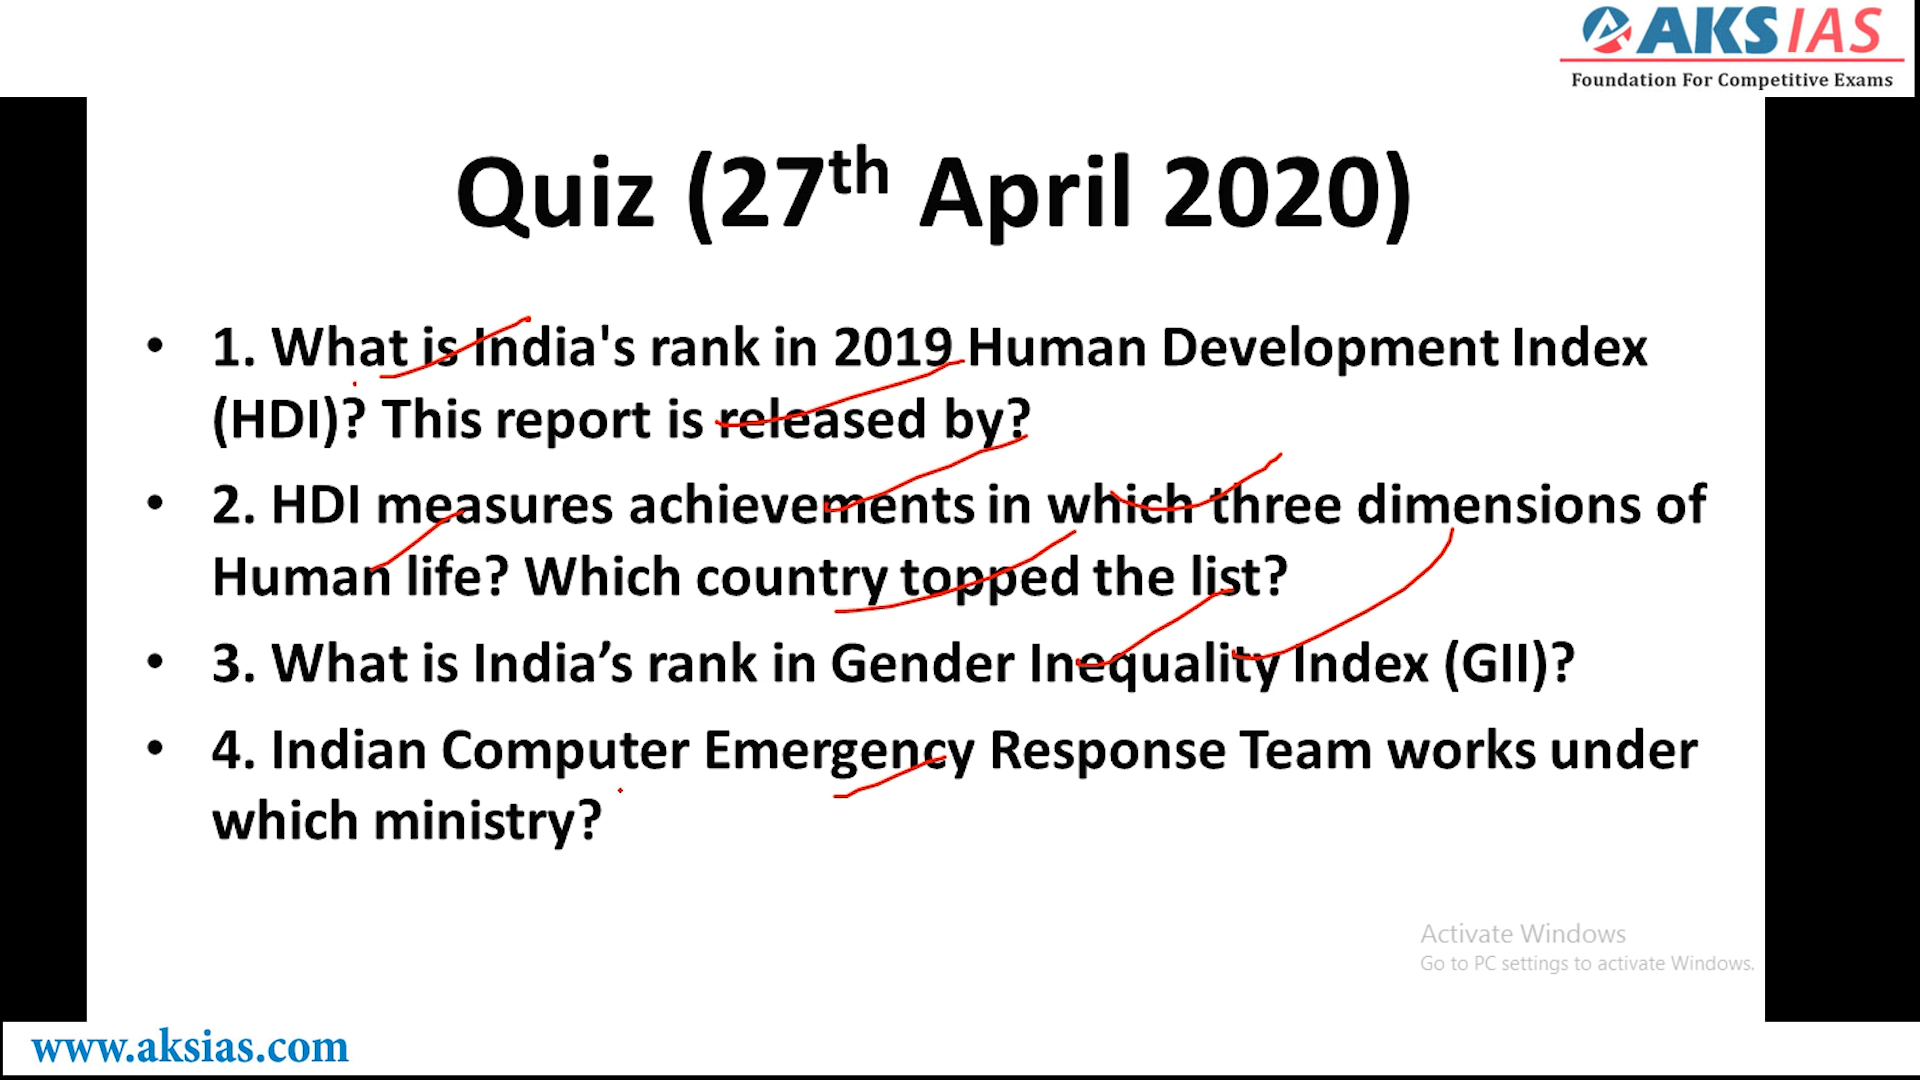 AKS IAS
Foundation For Competitive Exams
Quiz (27th April 2020)
• 1. What is India's rank in 2019 Human Development Index
(HDI)? This report is released by?
• 2. HDI measures achievements in which three dimensions of
Human life? Which country topped the list?
• 3. What is India’s rank in Gender Inequality Index (GII)?
• 4. Indian Computer Emergency Response Team works under
which ministry?
Activate Windows
Go to PC settings to activate Windows.
www.aksias.com